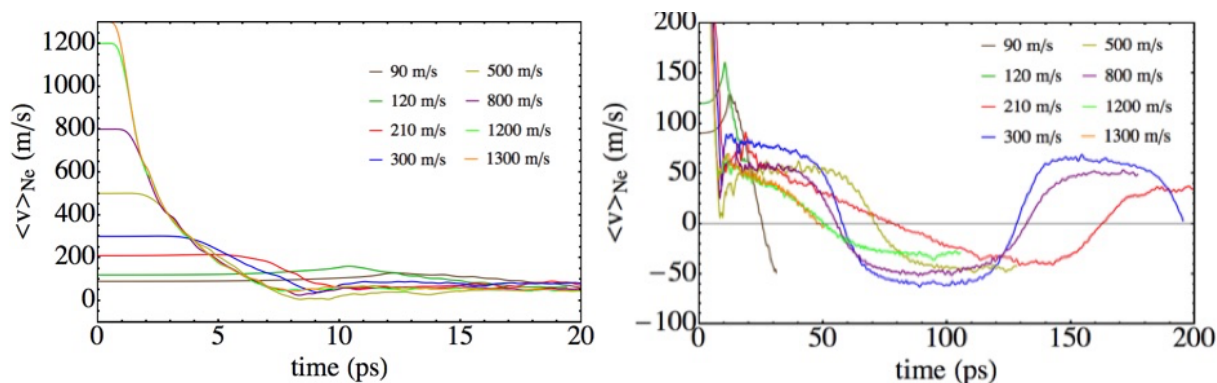 1200
1000
800
600
400
200
0
<v>Ne (m/s)
90 m/s 500 m/s
120 m/s 800 m/s
210 m/s 1200 m/s
300 m/s 1300 m/s
0 5 10 15 20
time (ps)
200
150
100
50
0
−50
−100
<v>Ne (m/s)
90 m/s 500 m/s
120 m/s 800 m/s
210 m/s 1200 m/s
300 m/s 1300 m/s
0 50 100 150 200
time (ps)